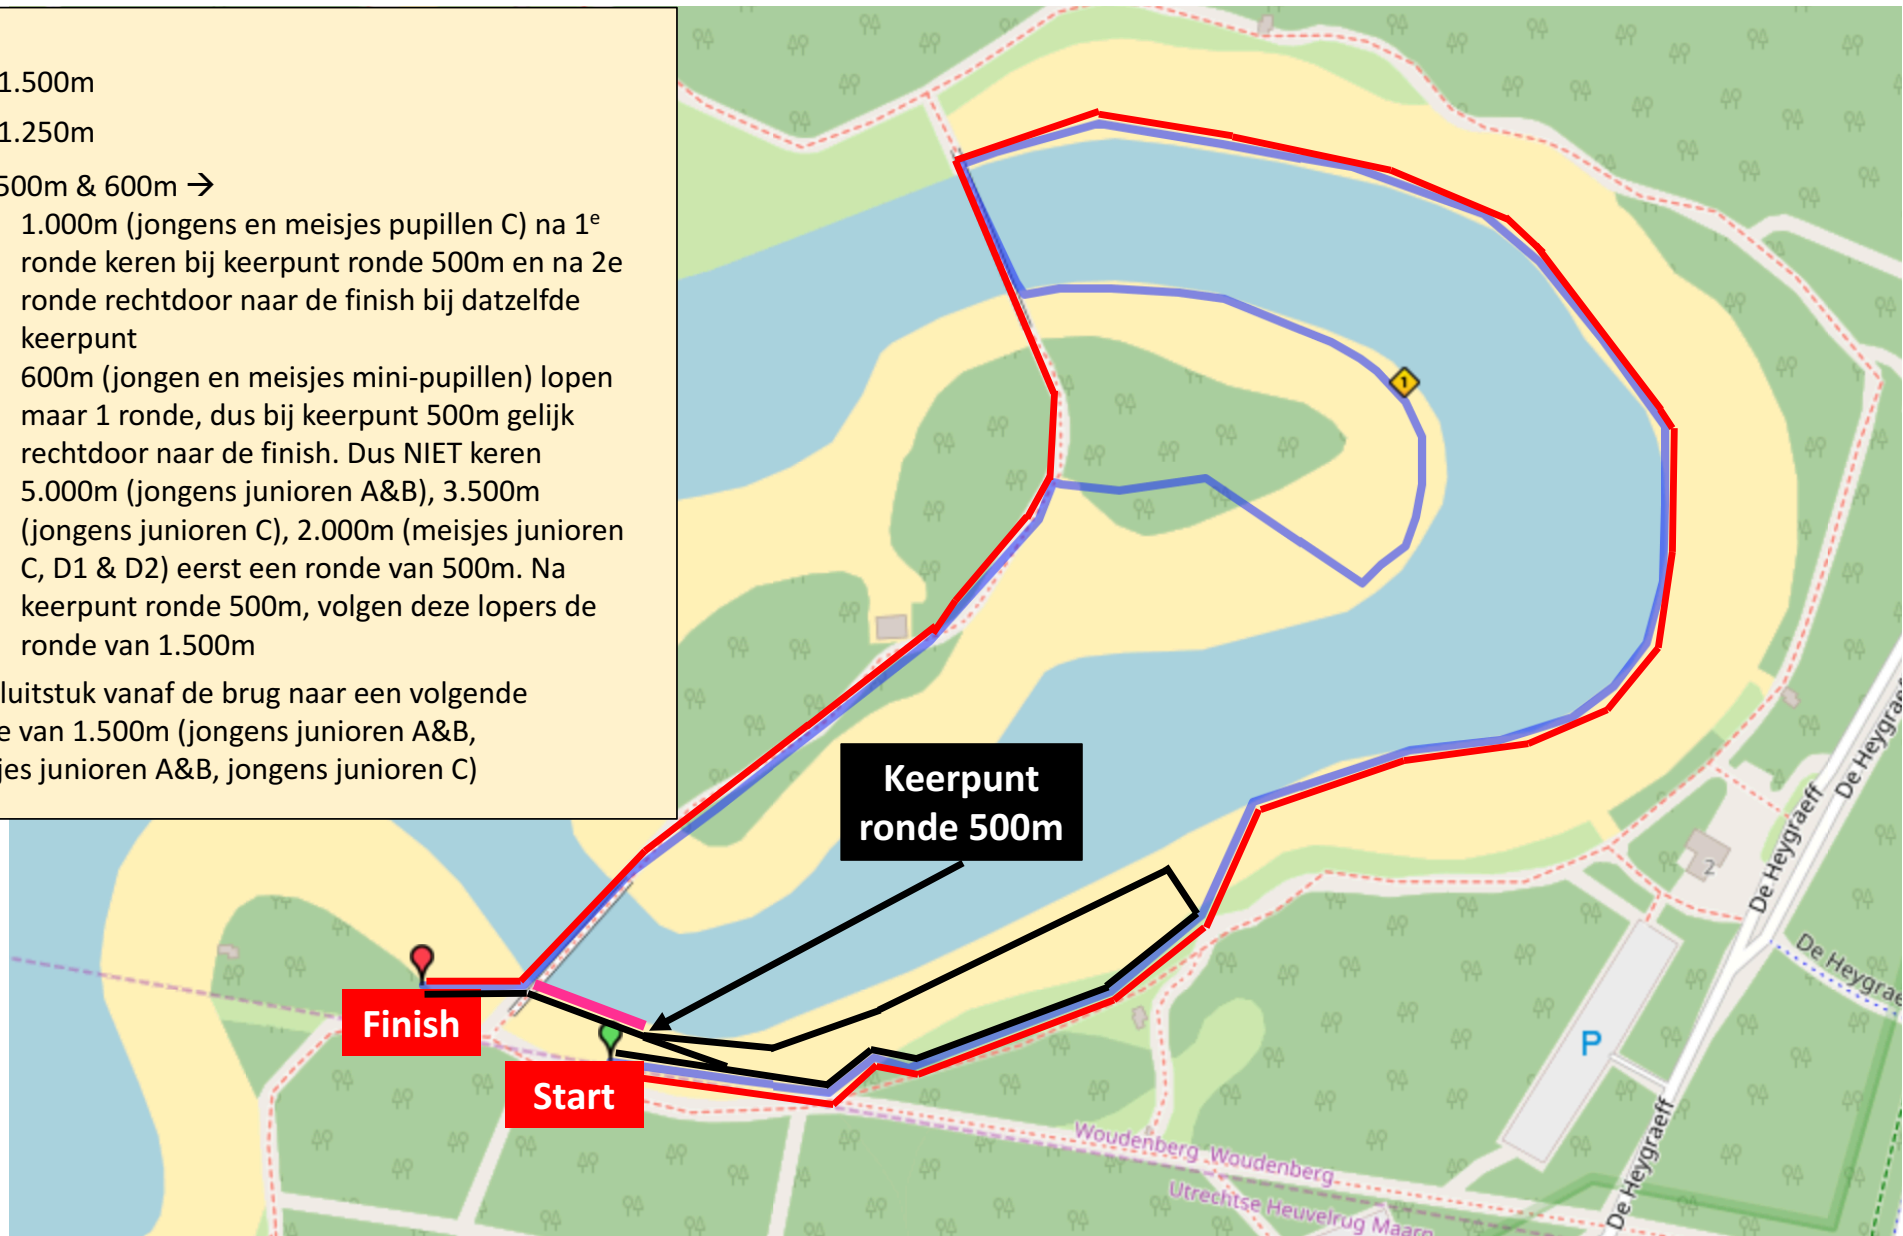 1.500m
1.250m
500m & 600m →
1.000m (jongens en meisjes pupillen C) na 1e
ronde keren bij keerpunt ronde 500m en na 2e
ronde rechtdoor naar de finish bij datzelfde
keerpunt
600m (jongen en meisjes mini-pupillen) lopen
maar 1 ronde, dus bij keerpunt 500m gelijk
rechtdoor naar de finish. Dus NIET keren
5.000m (jongens junioren A&B), 3.500m
(jongens junioren C), 2.000m (meisjes junioren
C, D1 & D2) eerst een ronde van 500m. Na
keerpunt ronde 500m, volgen deze lopers de
ronde van 1.500m
luitstuk vanaf de brug naar een volgende
e van 1.500m (jongens junioren A&B,
jes junioren A&B, jongens junioren C)
1
Keerpunt
ronde 500m
Finish
Start
2
P
De Heygraeff
De Heygraeff
De Heygrae
De Heygraeff
Woudenberg Woudenberg
Utrechtse Heuvelrug Maarn